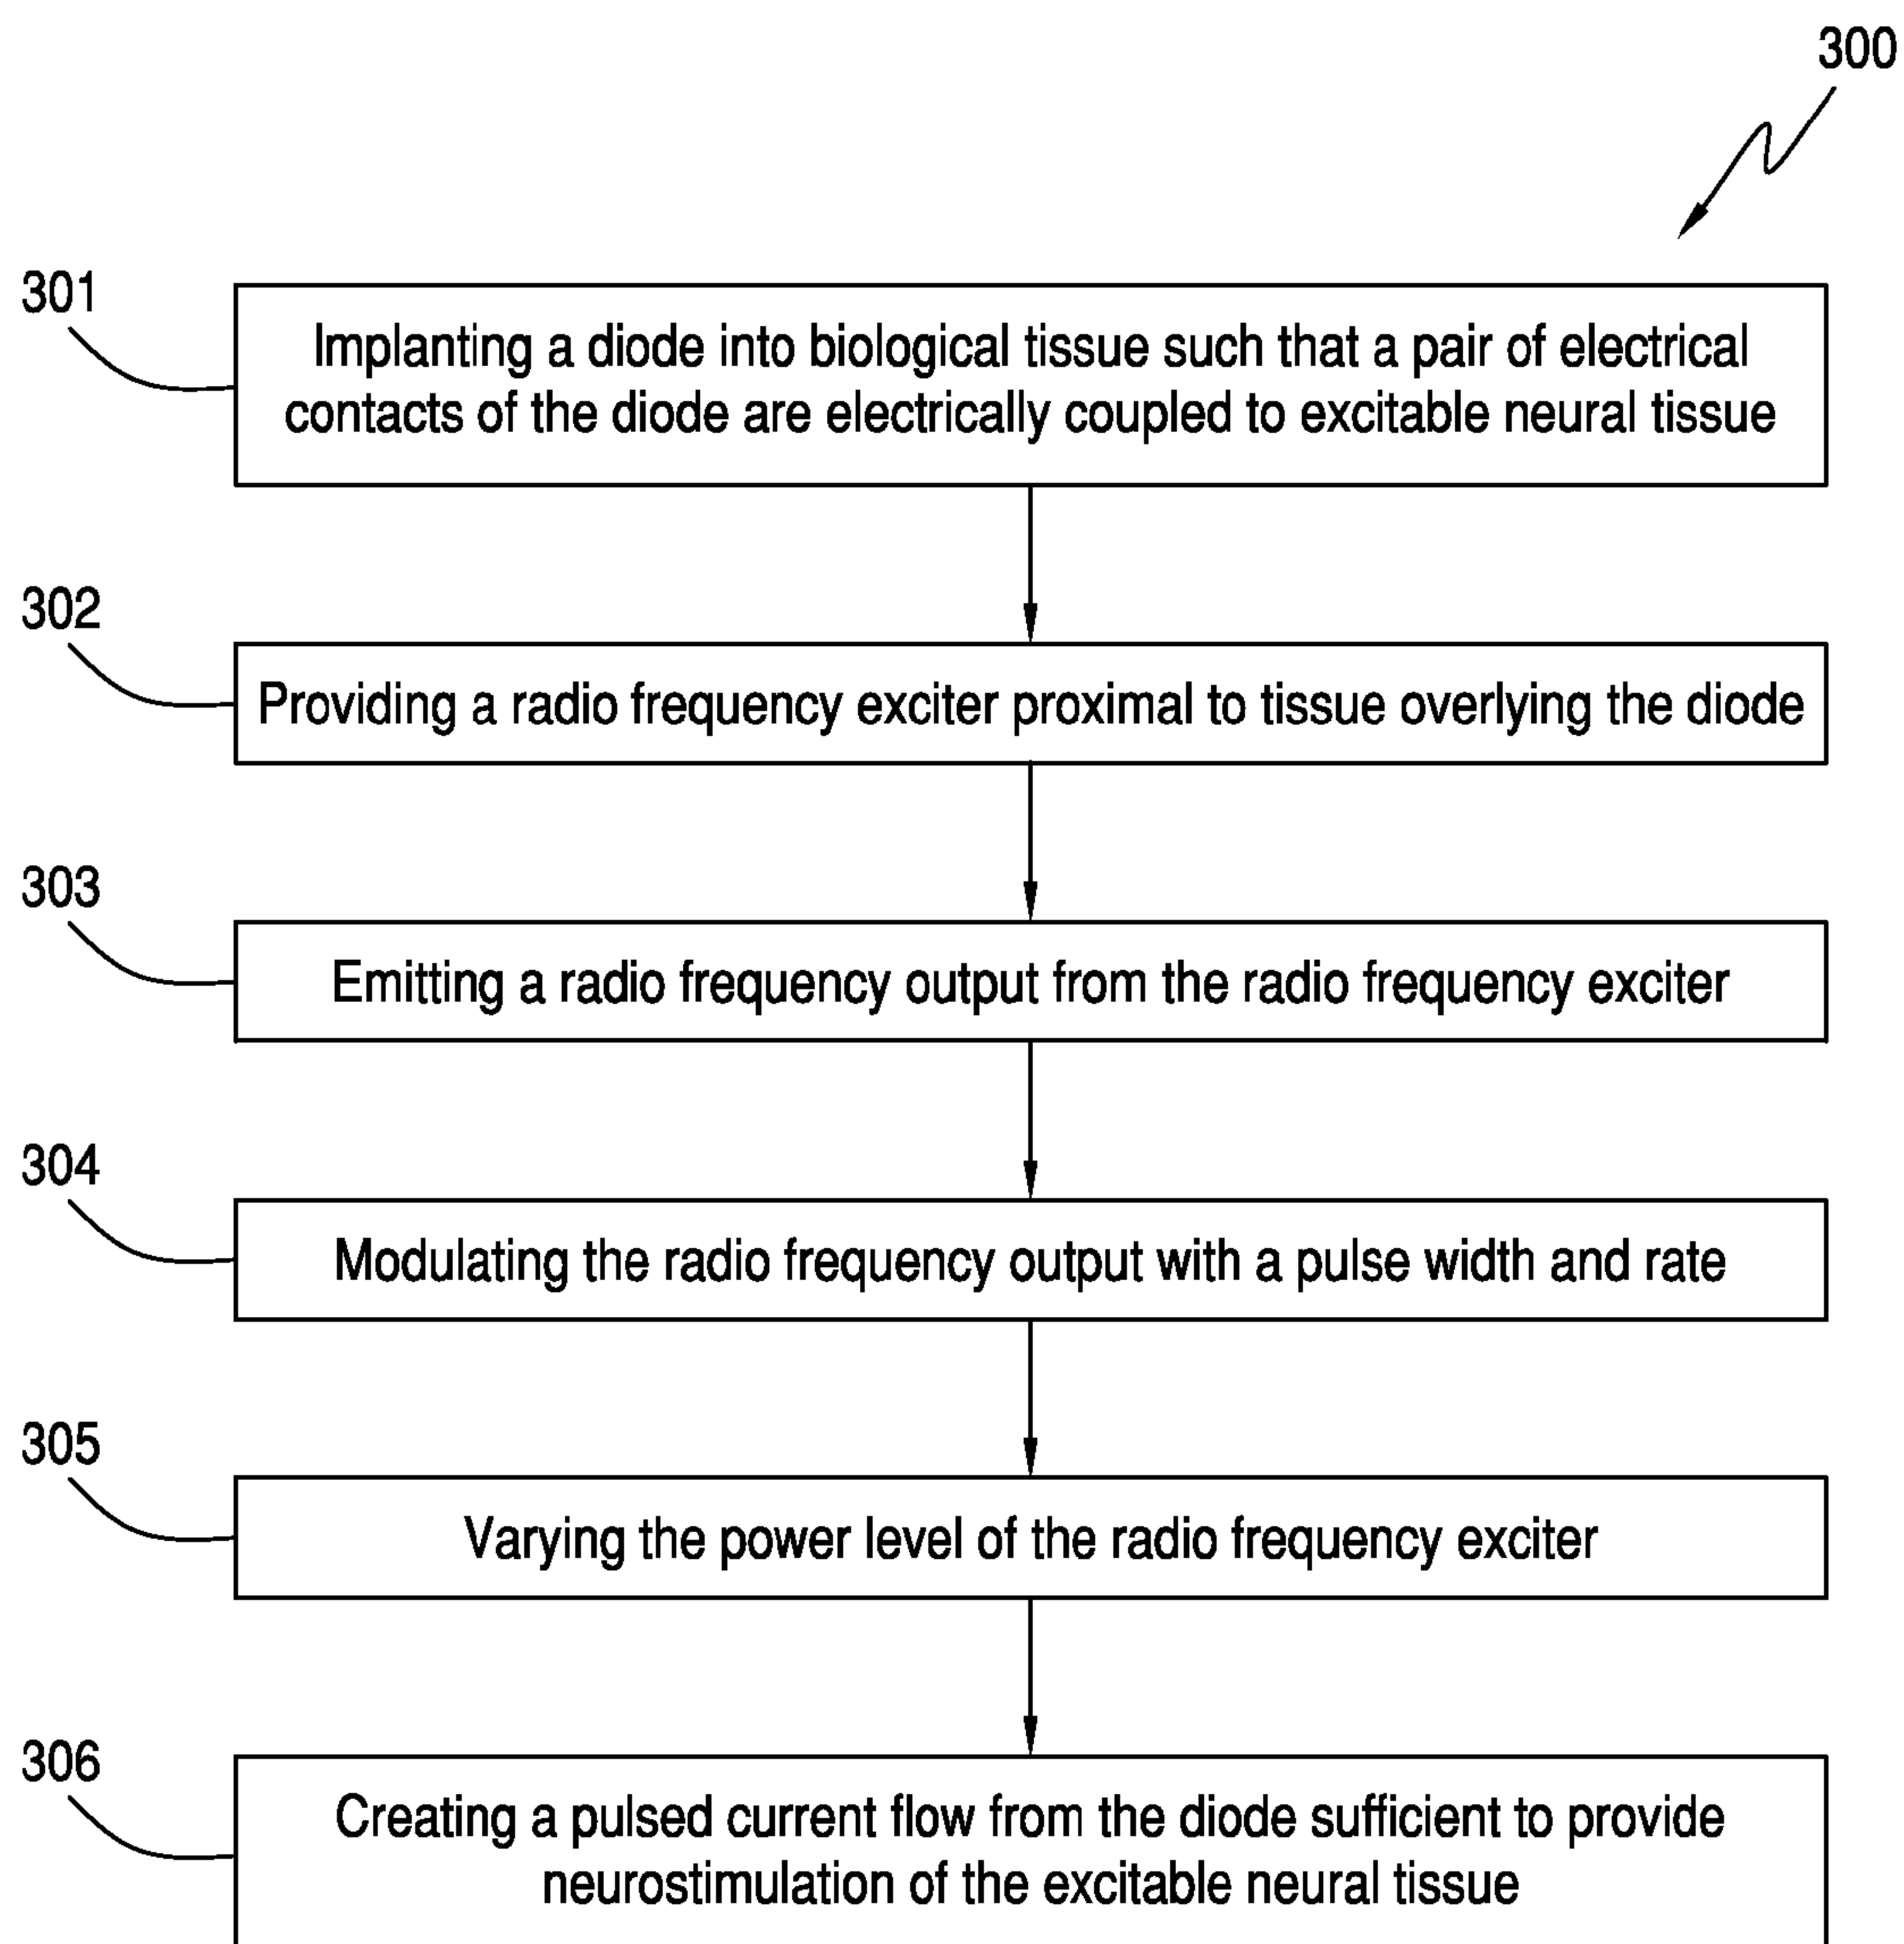 300
301
Implanting a diode into biological tissue such that a pair of electrical
contacts of the diode are electrically coupled to excitable neural tissue
302
Providing a radio frequency exciter proximal to tissue overlying the diode
303
Emitting a radio frequency output from the radio frequency exciter
304
Modulating the radio frequency output with a pulse width and rate
305
Varying the power level of the radio frequency exciter
306
Creating a pulsed current flow from the diode sufficient to provide
neurostimulation of the excitable neural tissue